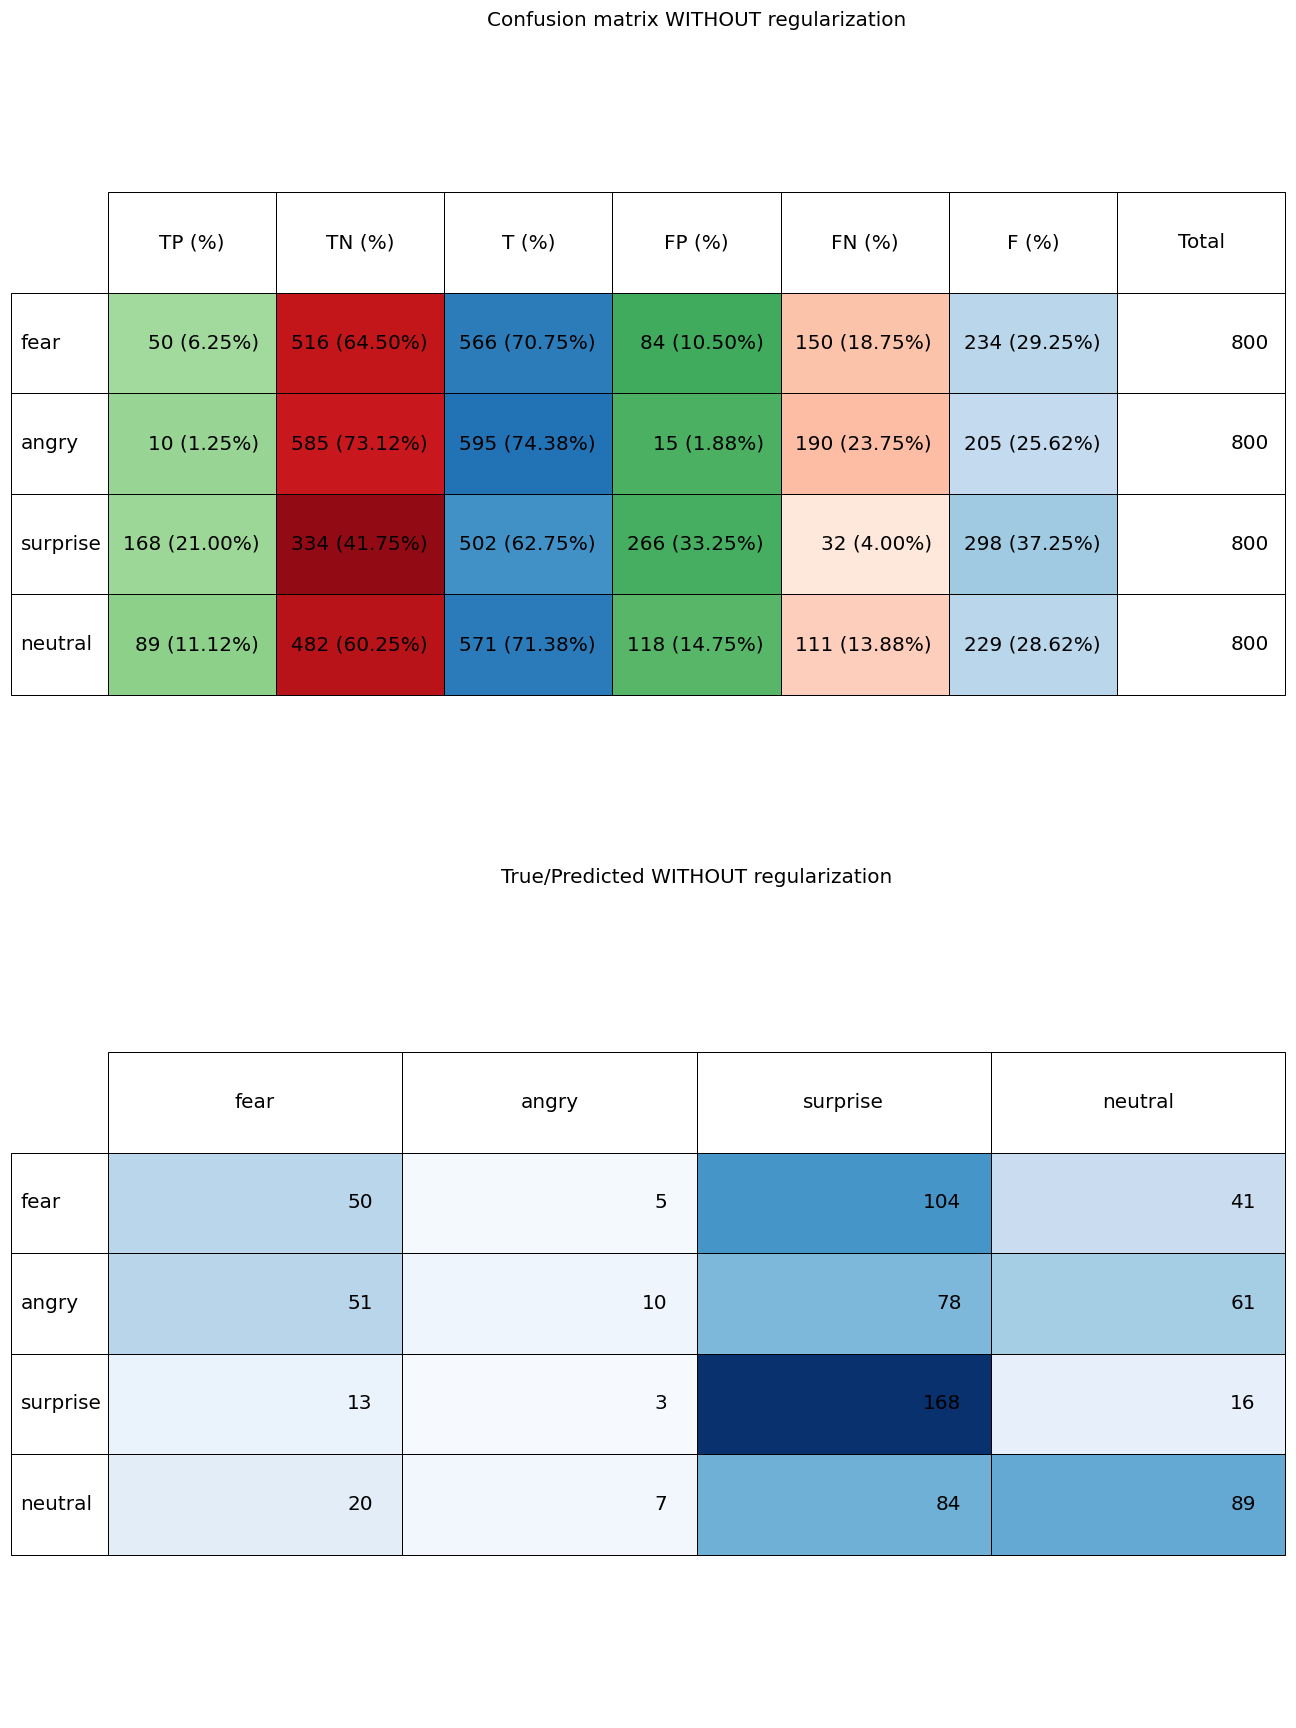 Confusion matrix WITHOUT regularization
TP (%) TN (%) T (%) FP (%) FN (%) F (%) Total
fear 50 (6.25%) 516 (64.50%) 566 (70.75%) 84 (10.50%) 150 (18.75%) 234 (29.25%) 800
angry 10 (1.25%) 585 (73.12%) 595 (74.38%) 15 (1.88%) 190 (23.75%) 205 (25.62%) 800
surprise 168 (21.00%) 334 (41.75%) 502 (62.75%) 266 (33.25%) 32 (4.00%) 298 (37.25%) 800
neutral 89 (11.12%) 482 (60.25%) 571 (71.38%) 118 (14.75%) 111 (13.88%) 229 (28.62%) 800
True/Predicted WITHOUT regularization
fear angry surprise neutral
fear 50 5 104 41
angry 51 10 78 61
surprise 13 3 168 16
neutral 20 7 84 89